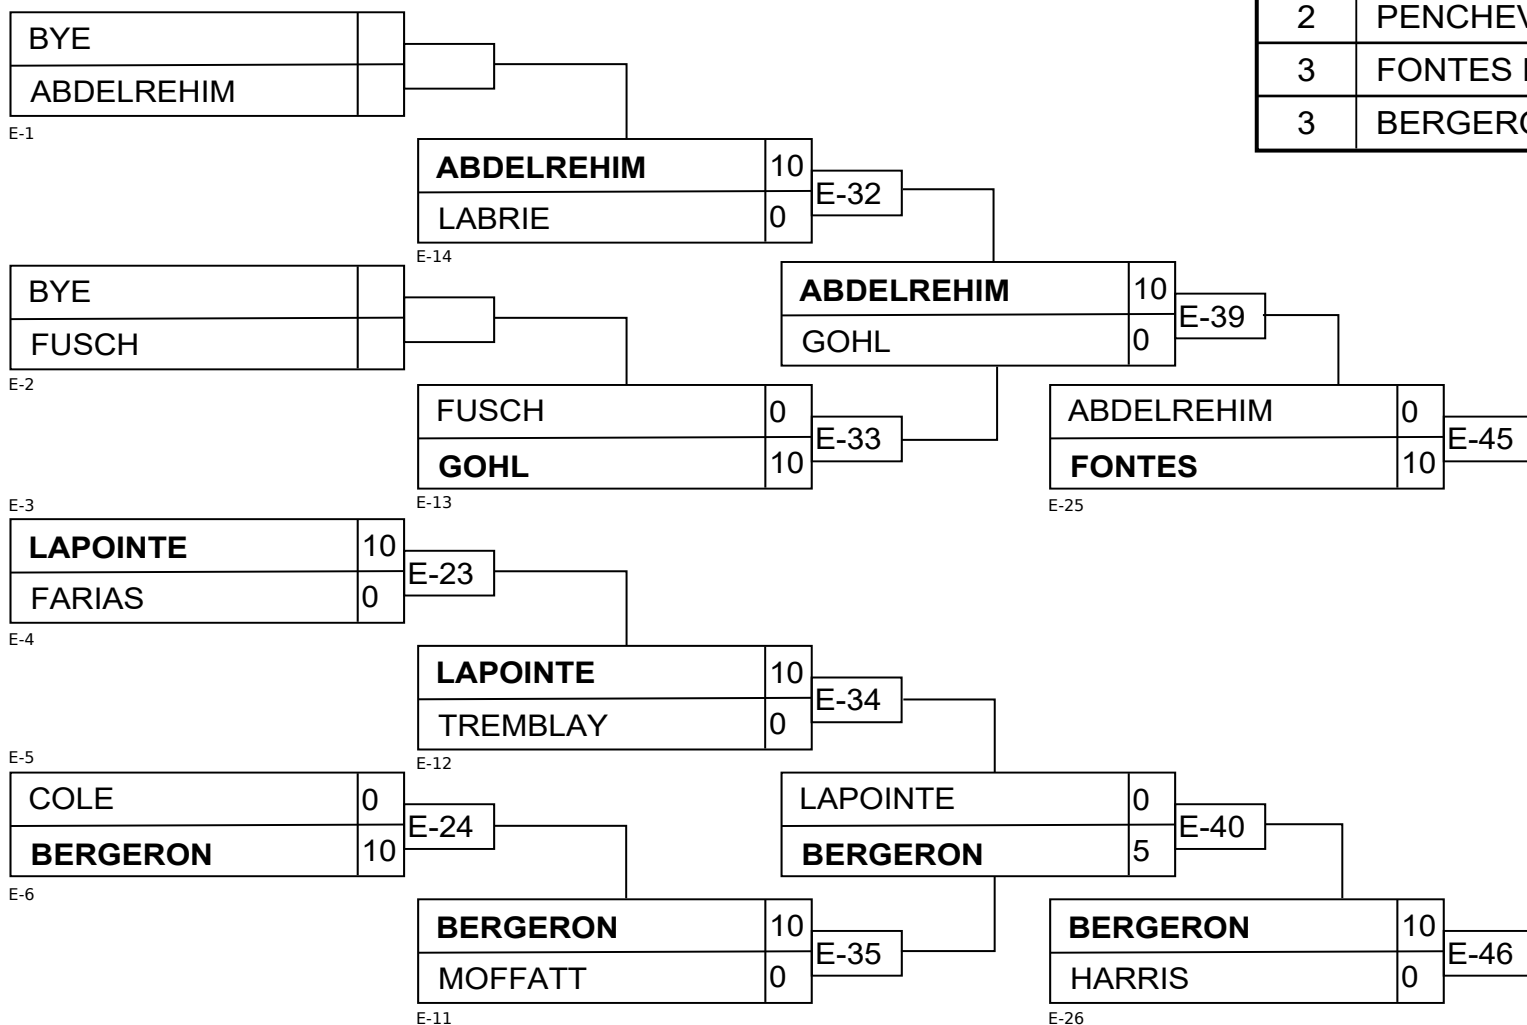 BYE
ABDELREHIM
E-1
2 PENCHEV
3 FONTES
3 BERGERO
ABDELREHIM 10
LABRIE 0
E-32
E-14
BYE
FUSCH
E-2
ABDELREHIM 10
GOHL 0
E-39
FUSCH 0
GOHL 10
E-33
E-13
ABDELREHIM 0
FONTES 10
E-45
E-25
E-3
LAPOINTE 10
FARIAS 0
E-23
E-4
LAPOINTE 10
TREMBLAY 0
E-34
E-12
E-5
COLE 0
BERGERON 10
E-24
E-6
LAPOINTE 0
BERGERON 5
E-40
BERGERON 10
MOFFATT 0
E-35
E-11
BERGERON 10
HARRIS 0
E-46
E-26